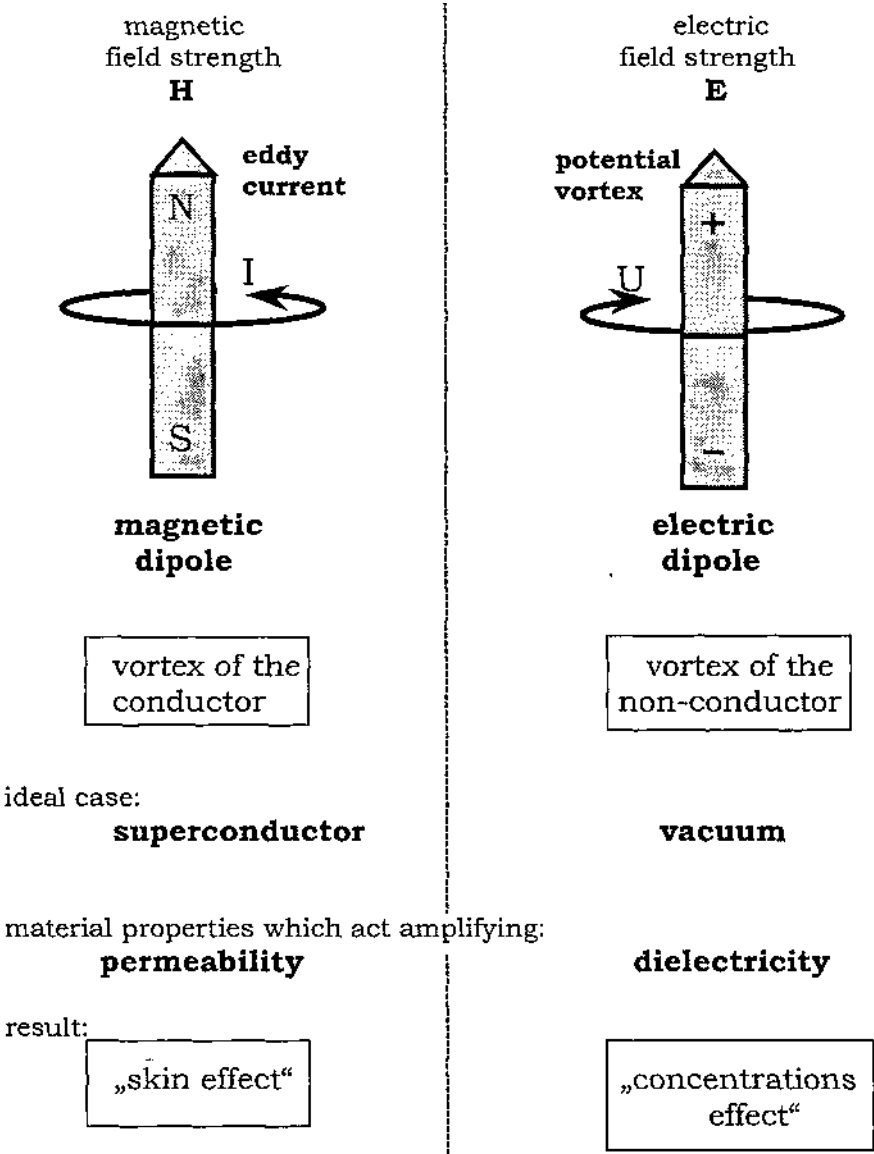 magnetic
field strength
H
eddy
current
N
I
S
magnetic
dipole
vortex of the
conductor
electric
field strength
E
potential
vortex
+
U
-
electric
dipole
vortex of the
non-conductor
ideal case:
superconductor
vacuum
material properties which act amplifying:
permeability
dielectricity
result:
„skin effect“
„concentrations
effect“